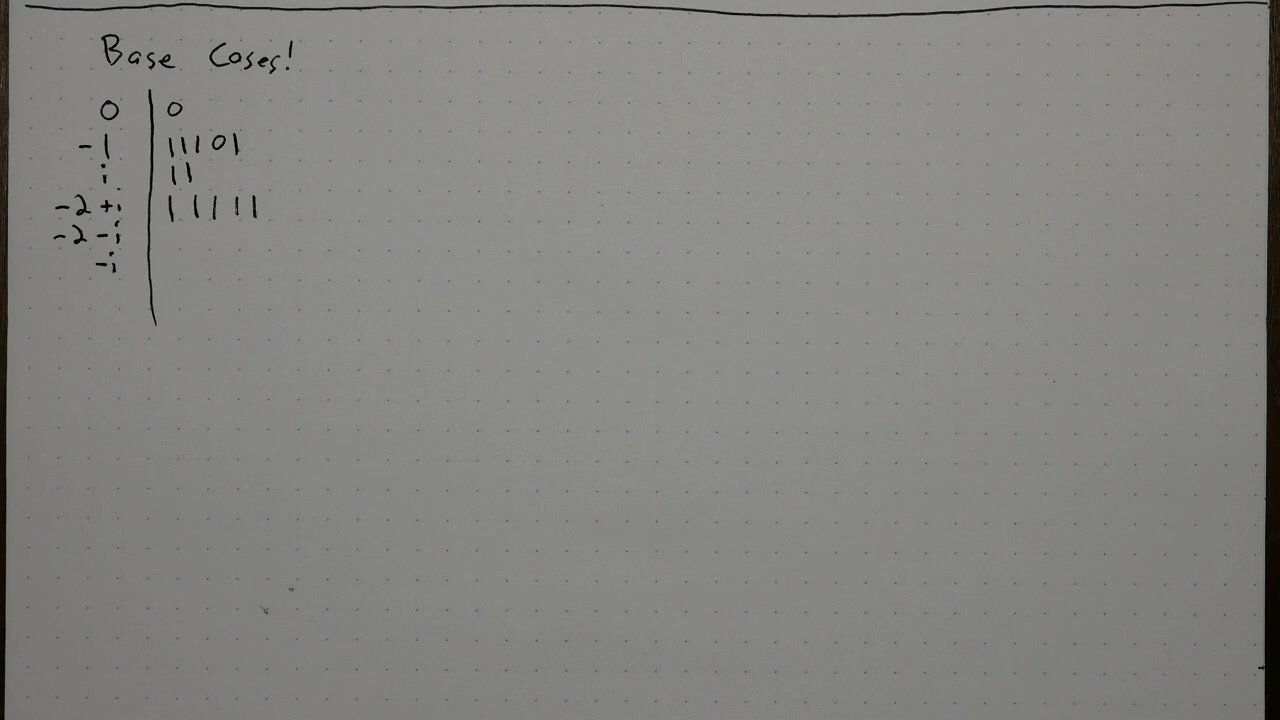 Base Cases!
0 | 0
-1 | 11101
i | 11
-2 +i | 11111
-2 -i |
-i |